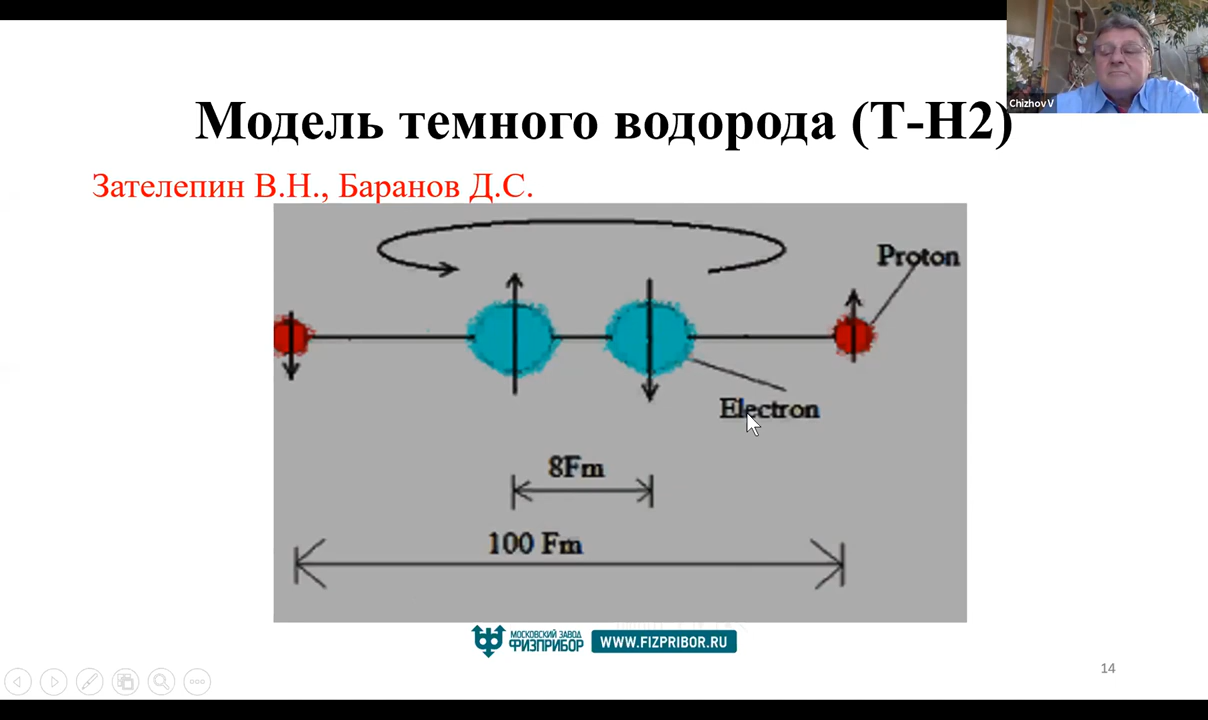 Chizhov V
Модель темного водорода (Т-Н2)
Зателепин В.Н., Баранов Д.С.
Proton
Electron
8Fm
100 Fm
МОСКОВСКИЙ ЗАВОД
ФИЗПРИБОР
WWW.FIZPRIBOR.RU
14